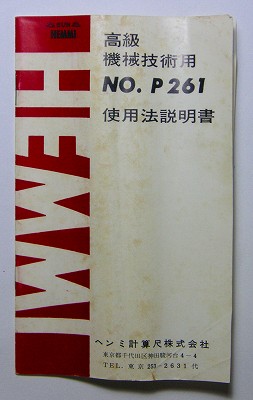 HEMMI
HEMMI
高級
機械技術用
NO. P 261
使用法説明書
ヘンミ計算尺株式会社
東京都千代田区神田駿河台4-4
TEL. 東京 253-2631 代